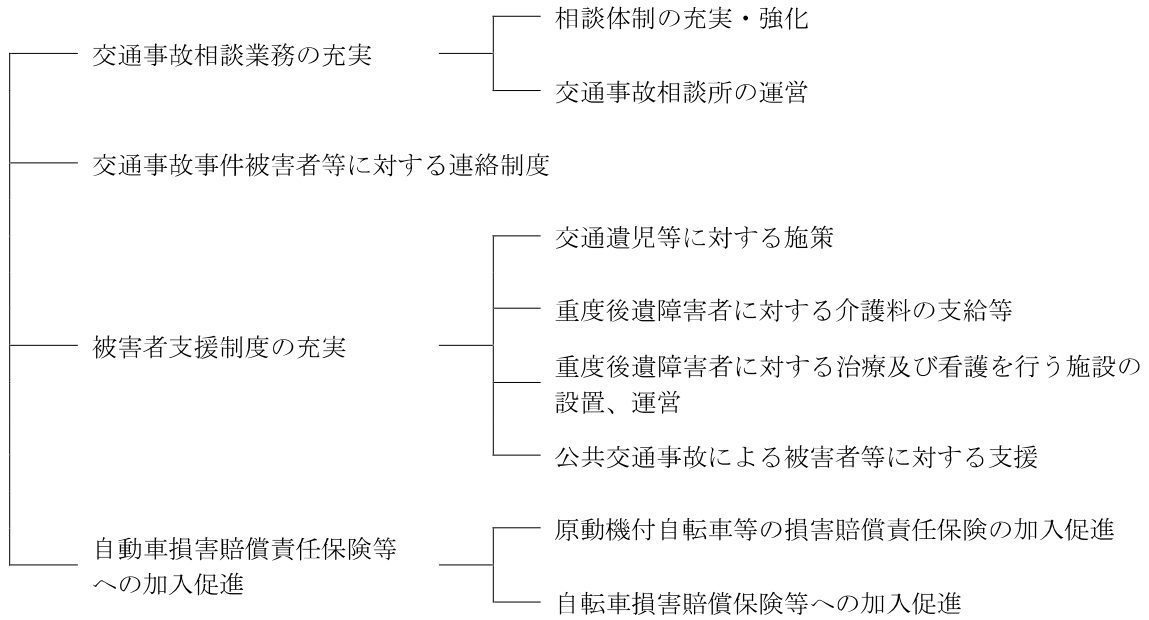 交通事故相談業務の充実
相談体制の充実・強化
交通事故相談所の運営
交通事故事件被害者等に対する連絡制度
被害者支援制度の充実
交通遺児等に対する施策
重度後遺障害者に対する介護料の支給等
重度後遺障害者に対する治療及び看護を行う施設の
設置、運営
公共交通事故による被害者等に対する支援
自動車損害賠償責任保険等
への加入促進
原動機付自転車等の損害賠償責任保険の加入促進
自転車損害賠償保険等への加入促進